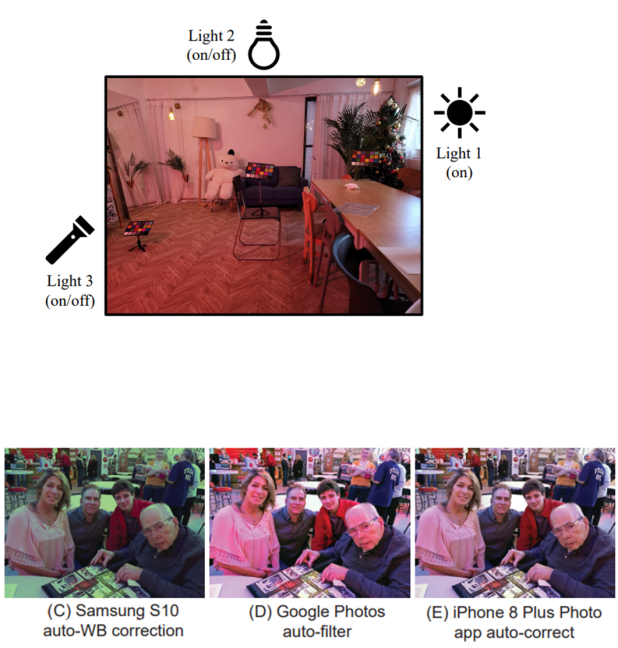 Light 2
(on/off)
Light 1
(on)
Light 3
(on/off)
(C) Samsung S10
auto-WB correction
(D) Google Photos
auto-filter
(E) iPhone 8 Plus Photo
app auto-correct